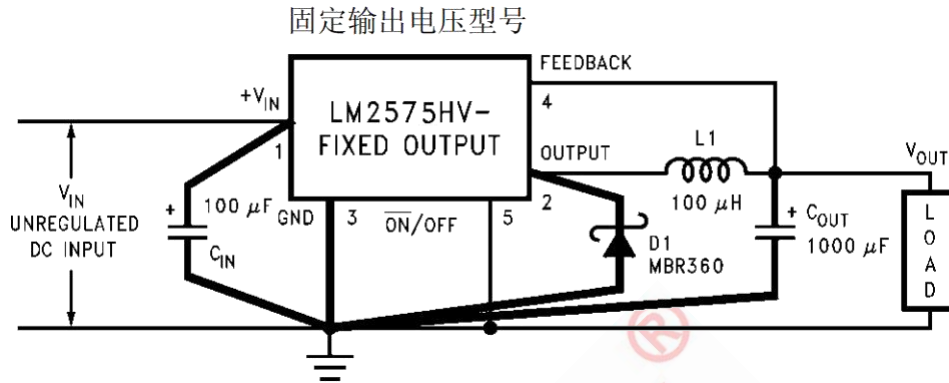 固定输出电压型号
FEEDBACK
+VIN
LM2575HV-
FIXED OUTPUT
4
1
OUTPUT
L1
VOUT
VIN
UNREGULATED
DC INPUT
+
100 μF
CIN
GND
3
ON/OFF
5
2
100 μH
D1
MBR360
+
COUT
1000 μF
LOAD
®